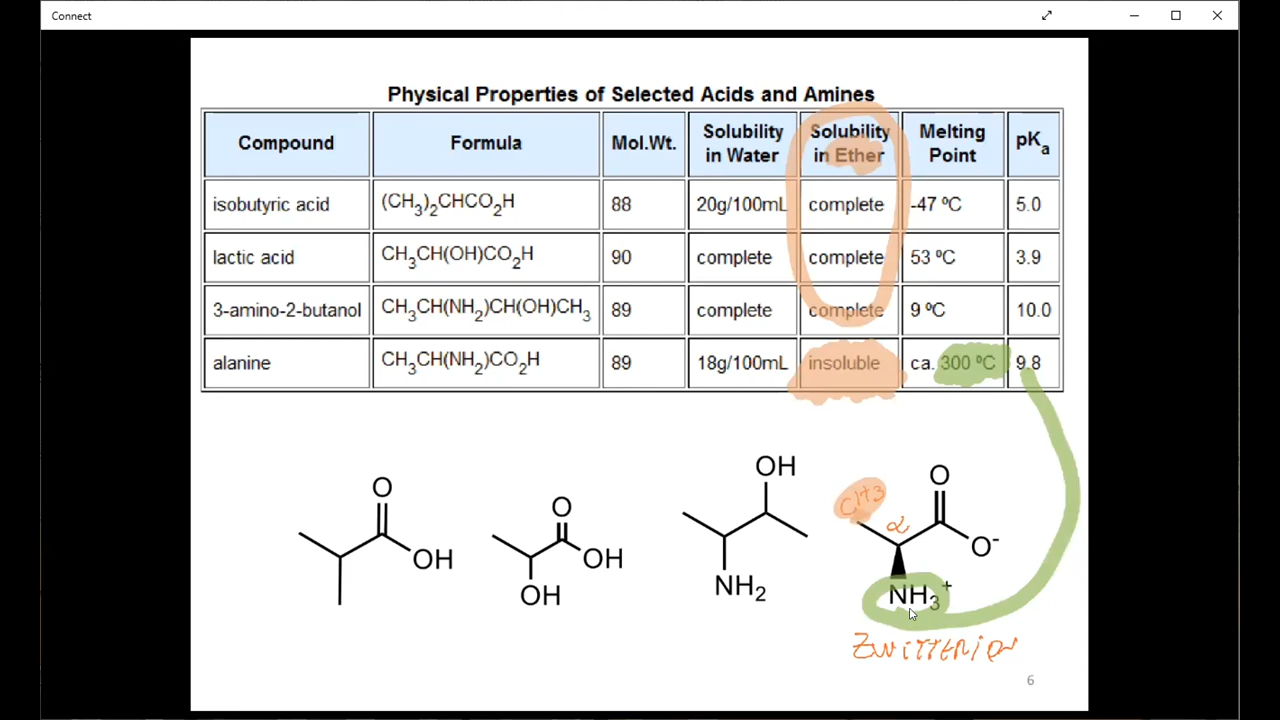 Connect
Physical Properties of Selected Acids and Amines
Compound Formula Mol.Wt. Solubility in Water Solubility in Ether Melting Point pKa
isobutyric acid (CH3)2CHCO2H 88 20g/100mL complete -47 ºC 5.0
lactic acid CH3CH(OH)CO2H 90 complete complete 53 ºC 3.9
3-amino-2-butanol CH3CH(NH2)CH(OH)CH3 89 complete complete 9 ºC 10.0
alanine CH3CH(NH2)CO2H 89 18g/100mL insoluble ca. 300 ºC 9.8
O OH
O OH OH
OH NH2
CH3 α O O- NH3+
ZWITTERION
6